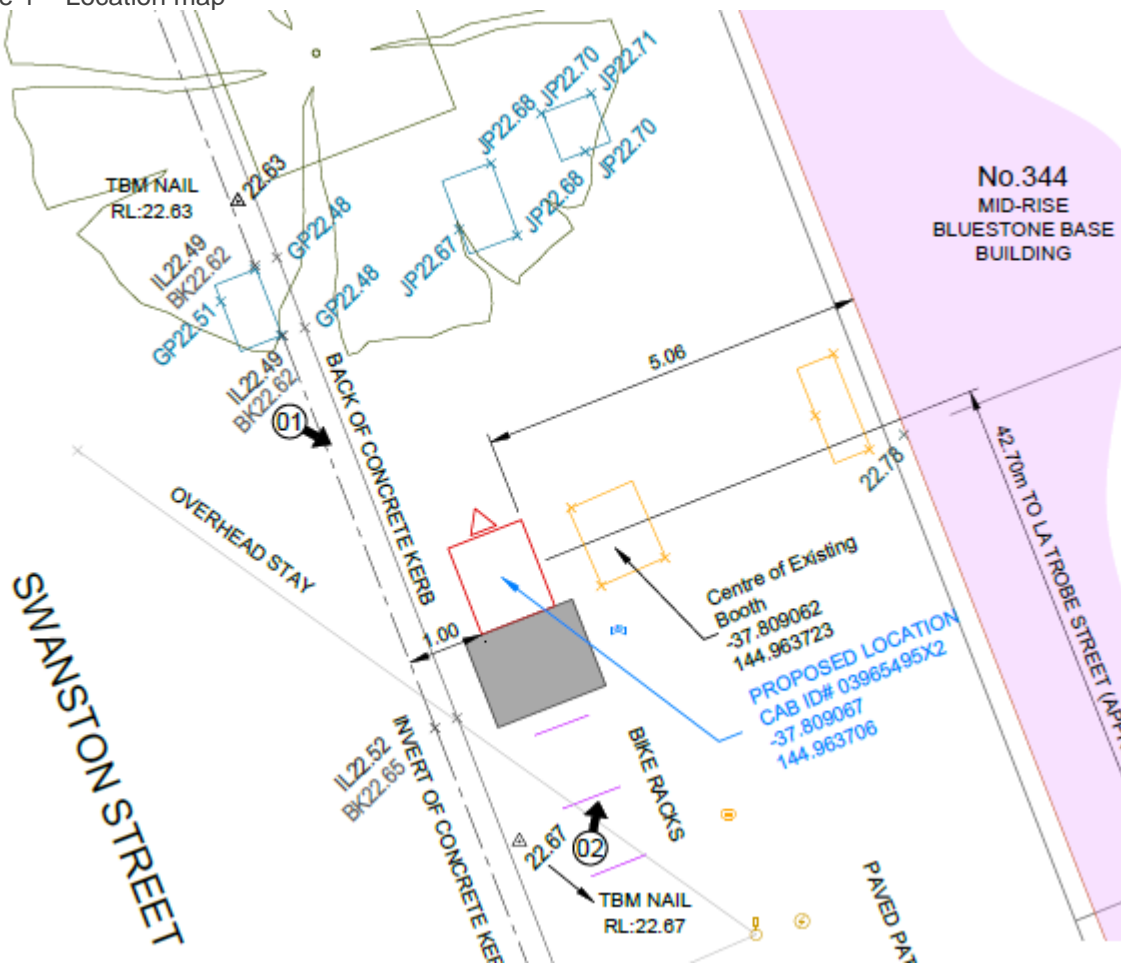 Location map
TBM NAIL
RL:22.63
22.63
JP22.68
JP22.70
JP22.71
JP22.70
JP22.68
JP22.67
No.344
MID-RISE
BLUESTONE BASE
BUILDING
IL22.49
BK22.62
GP22.51
GP22.48
GP22.48
IL22.49
BK22.62
01
BACK OF CONCRETE KERB
5.06
22.78
42.70m TO LA TROBE STREET
OVERHEAD STAY
SWANSTON STREET
1.00
Centre of Existing
Booth
-37.809062
144.963723
PROPOSED LOCATION
CAB ID# 03965495X2
-37.809067
144.963706
IL22.52
BK22.65
INVERT OF CONCRETE
BIKE RACKS
02
22.67
TBM NAIL
RL:22.67
PAVED